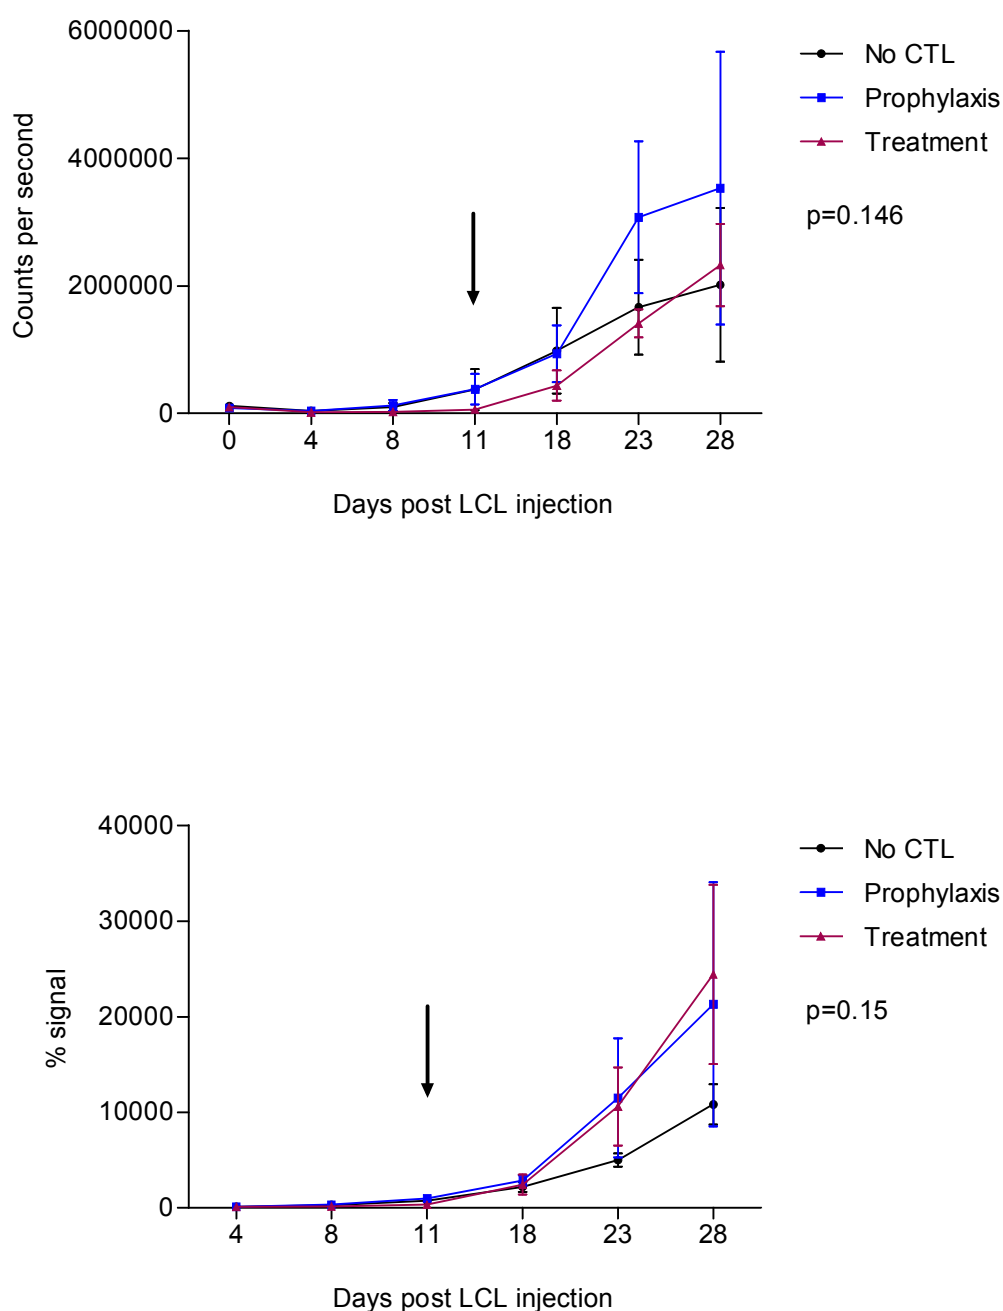 6000000
4000000
2000000
0
Counts per second
0 4 8 11 18 23 28
Days post LCL injection
No CTL
Prophylaxis
Treatment
p=0.146
40000
30000
20000
10000
0
% signal
4 8 11 18 23 28
Days post LCL injection
No CTL
Prophylaxis
Treatment
p=0.15